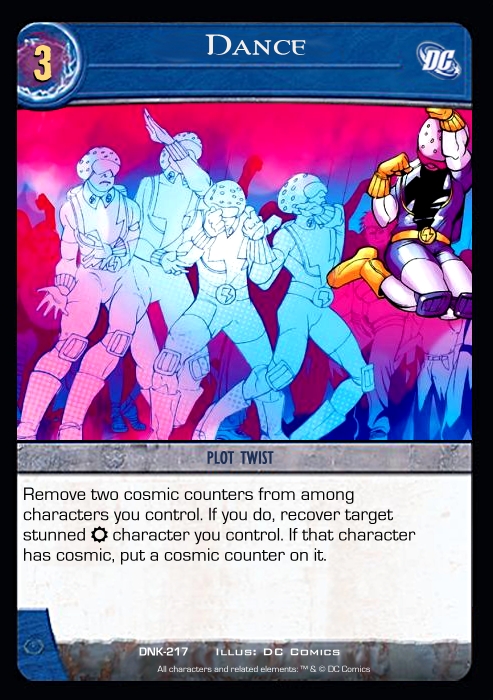 3
DANCE
DC
PLOT TWIST
Remove two cosmic counters from among
characters you control. If you do, recover target
stunned character you control. If that character
has cosmic, put a cosmic counter on it.
DNK-217 ILLUS: DC COMICS
All characters and related elements: ™ & © DC Comics